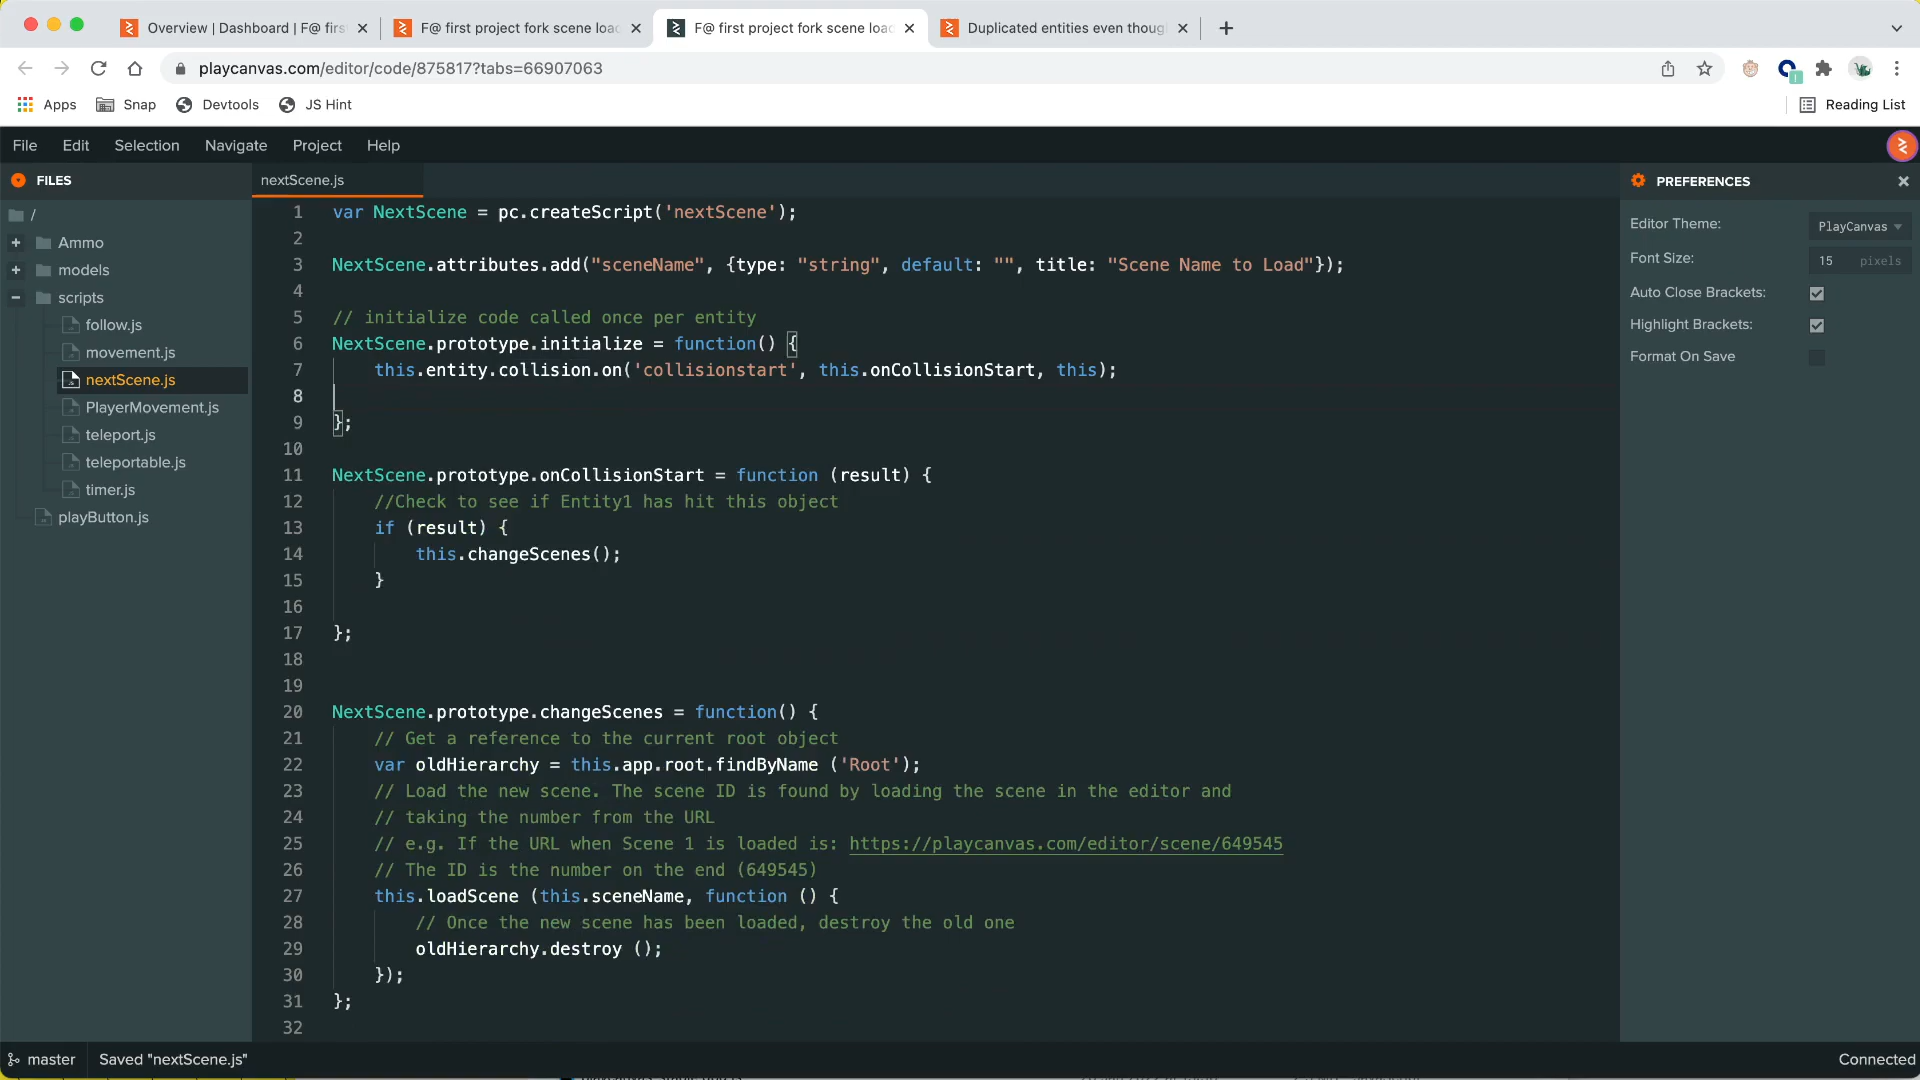 Overview | Dashboard | F@ firs
F@ first project fork scene loa
F@ first project fork scene loa
Duplicated entities even thoug
playcanvas.com/editor/code/875817?tabs=66907063
Apps
Snap
Devtools
JS Hint
Reading List
File
Edit
Selection
Navigate
Project
Help
FILES
/
Ammo
models
scripts
follow.js
movement.js
nextScene.js
PlayerMovement.js
teleport.js
teleportable.js
timer.js
playButton.js
nextScene.js
1 var NextScene = pc.createScript('nextScene');
2
3 NextScene.attributes.add("sceneName", {type: "string", default: "", title: "Scene Name to Load"});
4
5 // initialize code called once per entity
6 NextScene.prototype.initialize = function() {
7 this.entity.collision.on('collisionstart', this.onCollisionStart, this);
8
9 };
10
11 NextScene.prototype.onCollisionStart = function (result) {
12 //Check to see if Entity1 has hit this object
13 if (result) {
14 this.changeScenes();
15 }
16
17 };
18
19
20 NextScene.prototype.changeScenes = function() {
21 // Get a reference to the current root object
22 var oldHierarchy = this.app.root.findByName ('Root');
23 // Load the new scene. The scene ID is found by loading the scene in the editor and
24 // taking the number from the URL
25 // e.g. If the URL when Scene 1 is loaded is: https://playcanvas.com/editor/scene/649545
26 // The ID is the number on the end (649545)
27 this.loadScene (this.sceneName, function () {
28 // Once the new scene has been loaded, destroy the old one
29 oldHierarchy.destroy ();
30 });
31 };
32
PREFERENCES
Editor Theme: PlayCanvas
Font Size: 15 pixels
Auto Close Brackets:
Highlight Brackets:
Format On Save
master
Saved "nextScene.js"
Connected